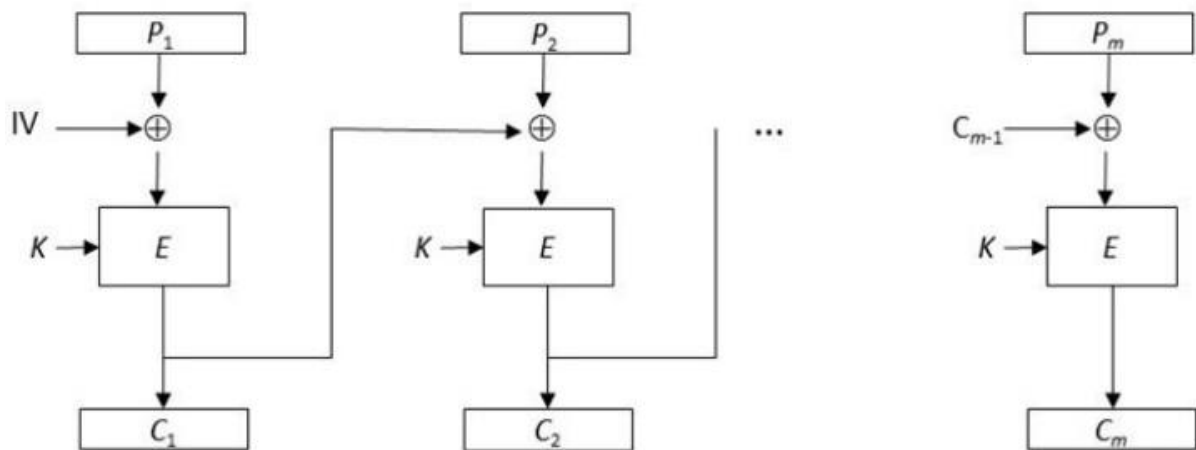 P₁ P₂ Pₘ
IV ... Cₘ₋₁
K E K E K E
C₁ C₂ Cₘ